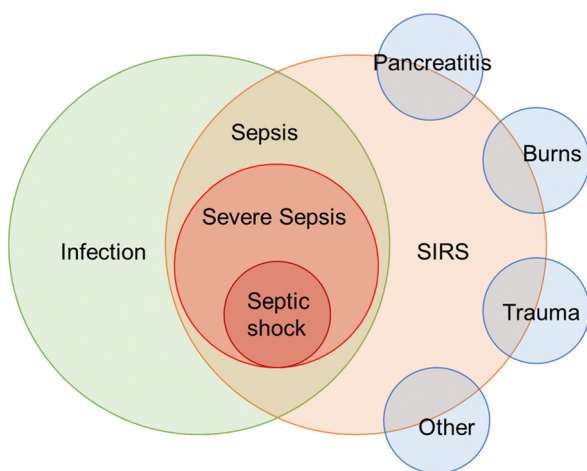 Pancreatitis
Sepsis
Burns
Severe Sepsis
Infection
SIRS
Septic
shock
Trauma
Other